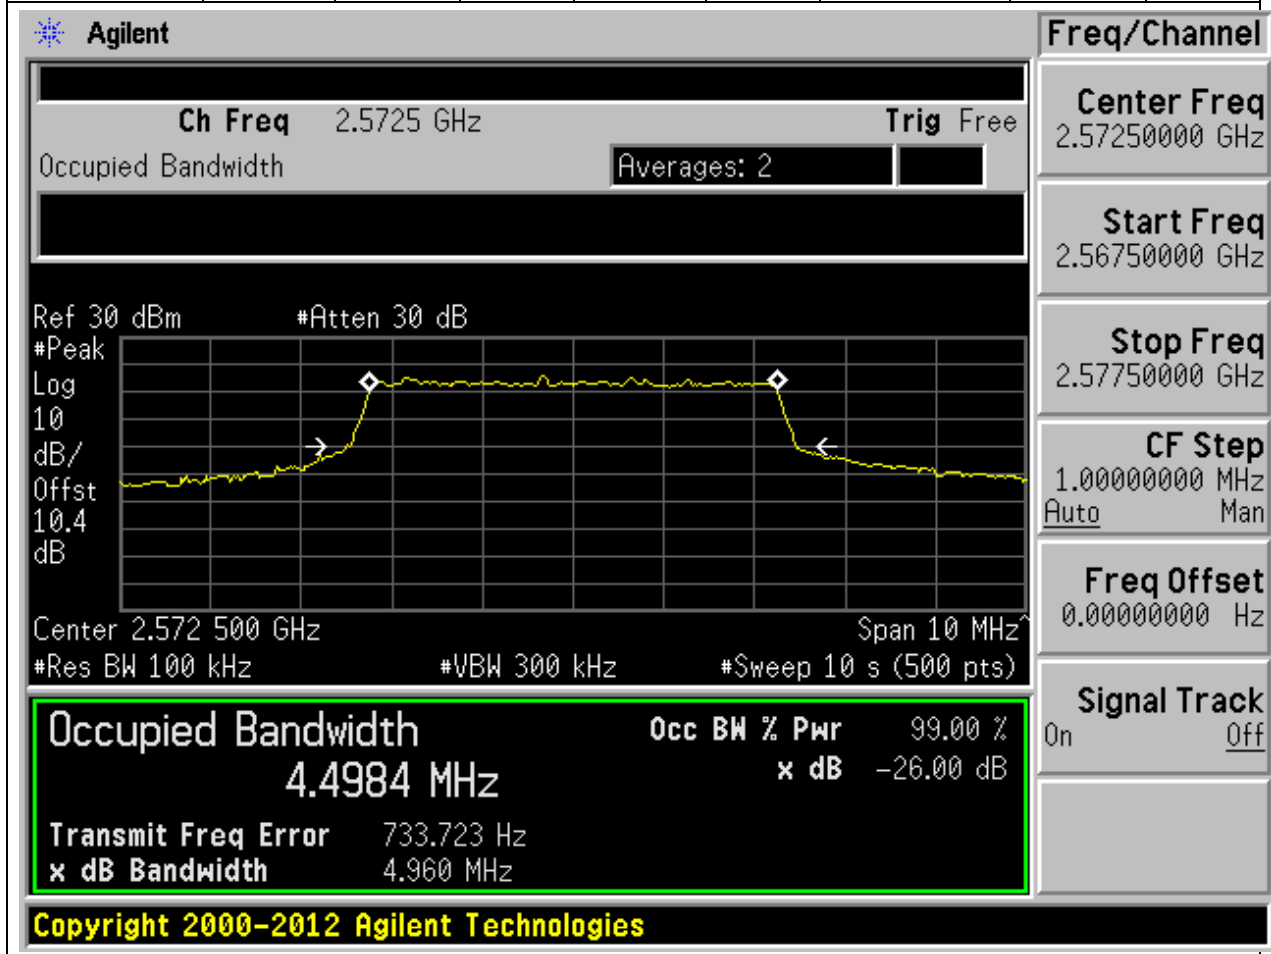 Agilent
Freq/Channel
Ch Freq 2.5725 GHz Trig Free
Occupied Bandwidth Averages: 2
Center Freq
2.57250000 GHz
Start Freq
2.56750000 GHz
Stop Freq
2.57750000 GHz
CF Step
1.00000000 MHz
Auto Man
Freq Offset
0.00000000 Hz
Signal Track
On Off
Ref 30 dBm #Atten 30 dB
#Peak
Log
10
dB/
Offst
10.4
dB
Center 2.572 500 GHz Span 10 MHz^
#Res BW 100 kHz #VBW 300 kHz #Sweep 10 s (500 pts)
Occupied Bandwidth Occ BW % Pwr 99.00 %
4.4984 MHz x dB -26.00 dB
Transmit Freq Error 733.723 Hz
x dB Bandwidth 4.960 MHz
Copyright 2000-2012 Agilent Technologies